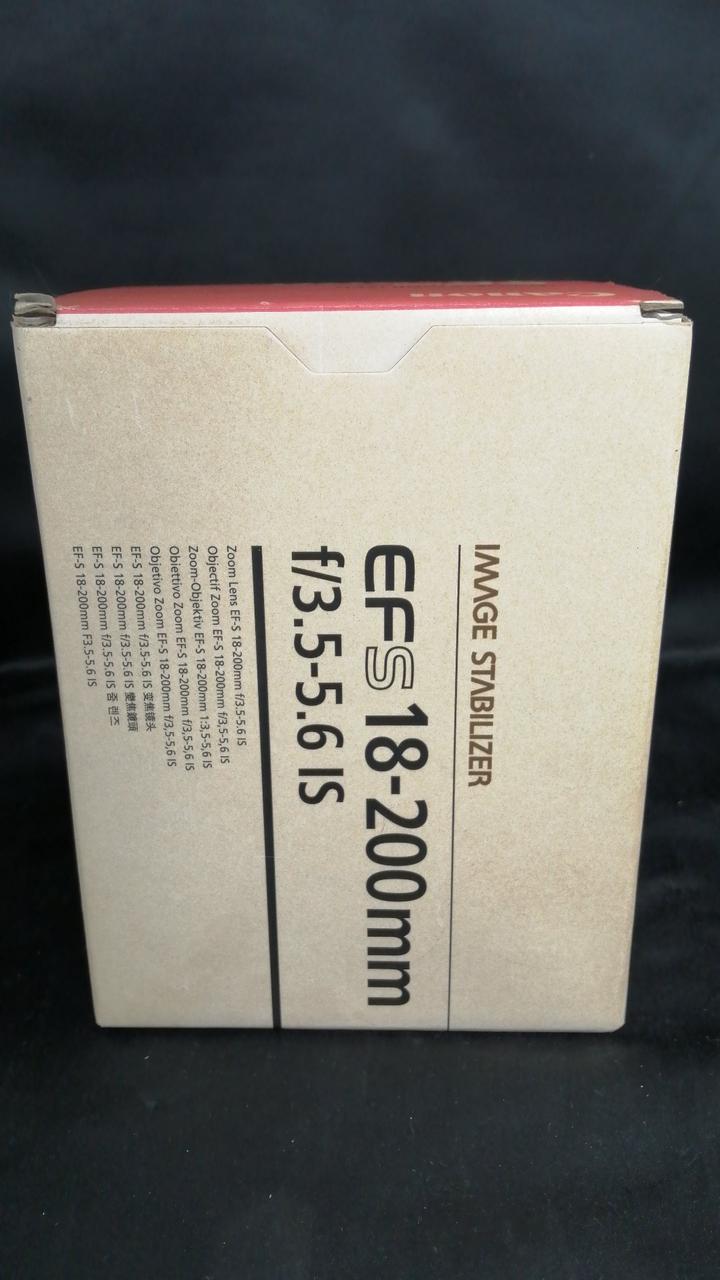 Canon
IMAGE STABILIZER
EFS 18-200mm
f/3.5-5.6 IS
Zoom Lens EF-S 18-200mm f/3.5-5.6 IS
Objectif Zoom EF-S 18-200mm f/3,5-5,6 IS
Zoom-Objektiv EF-S 18-200mm 1:3,5-5,6 IS
Obiettivo Zoom EF-S 18-200mm f/3,5-5,6 IS
Objetivo Zoom EF-S 18-200mm f/3,5-5,6 IS
EF-S 18-200mm f/3.5-5.6 IS 变焦镜头
EF-S 18-200mm f/3.5-5.6 IS 變焦鏡頭
EF-S 18-200mm f/3.5-5.6 IS 줌 렌즈
EF-S 18-200mm F3.5-5.6 IS